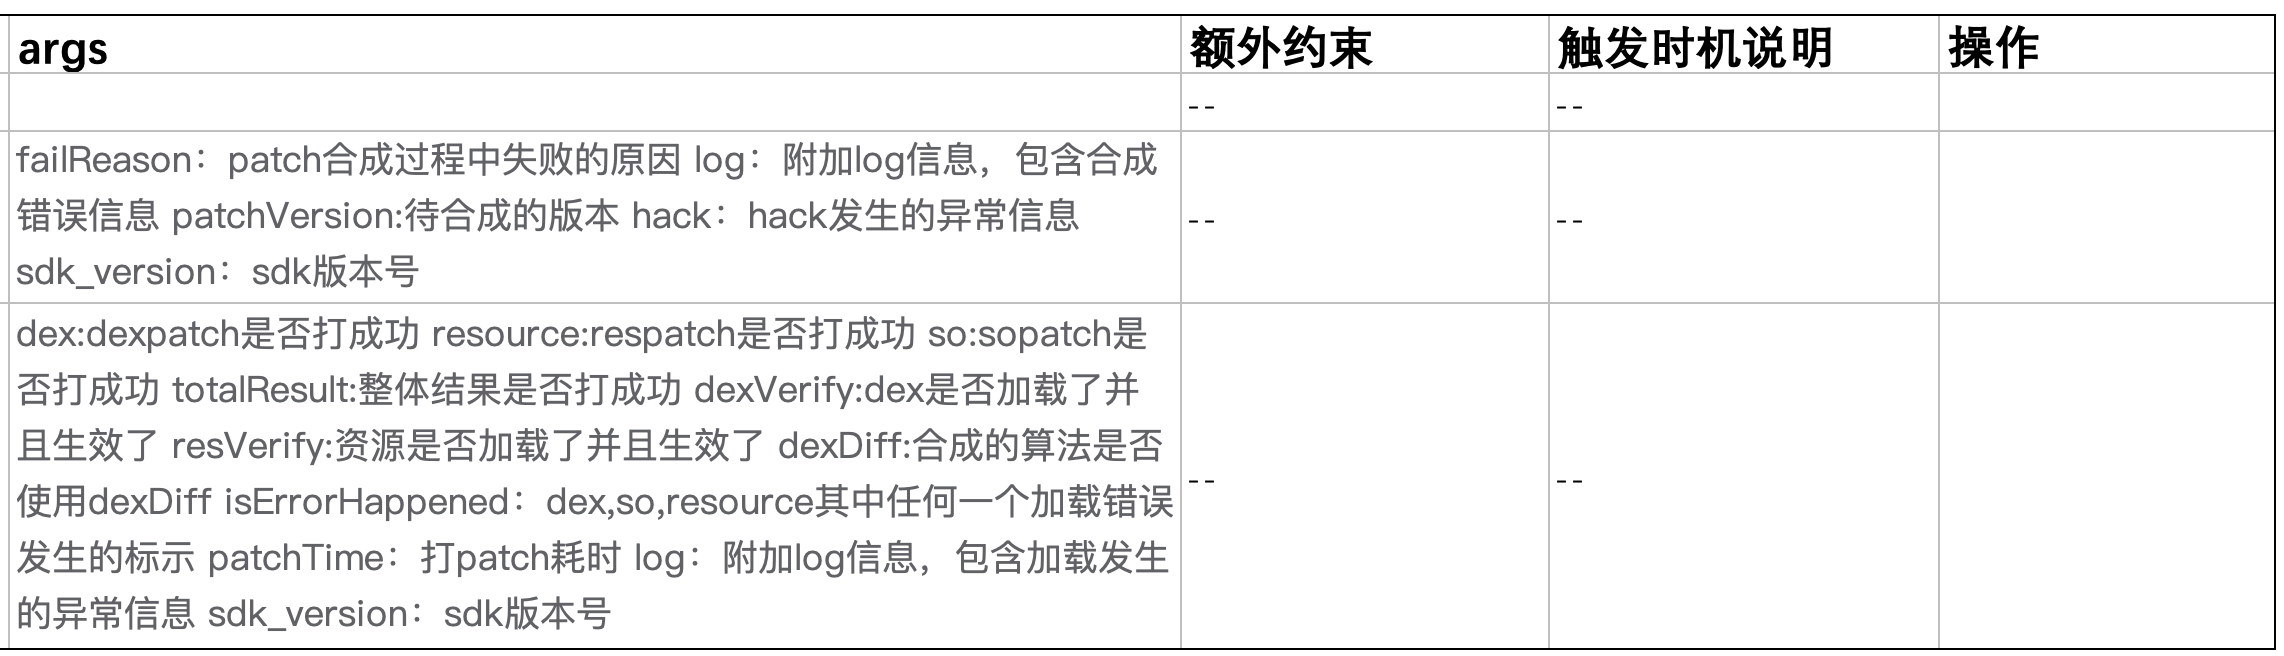 args 额外约束 触发时机说明 操作
-- --
failReason：patch合成过程中失败的原因 log：附加log信息，包含合成
错误信息 patchVersion:待合成的版本 hack：hack发生的异常信息
sdk_version：sdk版本号
-- --
dex:dexpatch是否打成功 resource:respatch是否打成功 so:sopatch是
否打成功 totalResult:整体结果是否打成功 dexVerify:dex是否加载了并
且生效了 resVerify:资源是否加载了并且生效了 dexDiff:合成的算法是否
使用dexDiff isErrorHappened：dex,so,resource其中任何一个加载错误
发生的标示 patchTime：打patch耗时 log：附加log信息，包含加载发生
的异常信息 sdk_version：sdk版本号
-- --